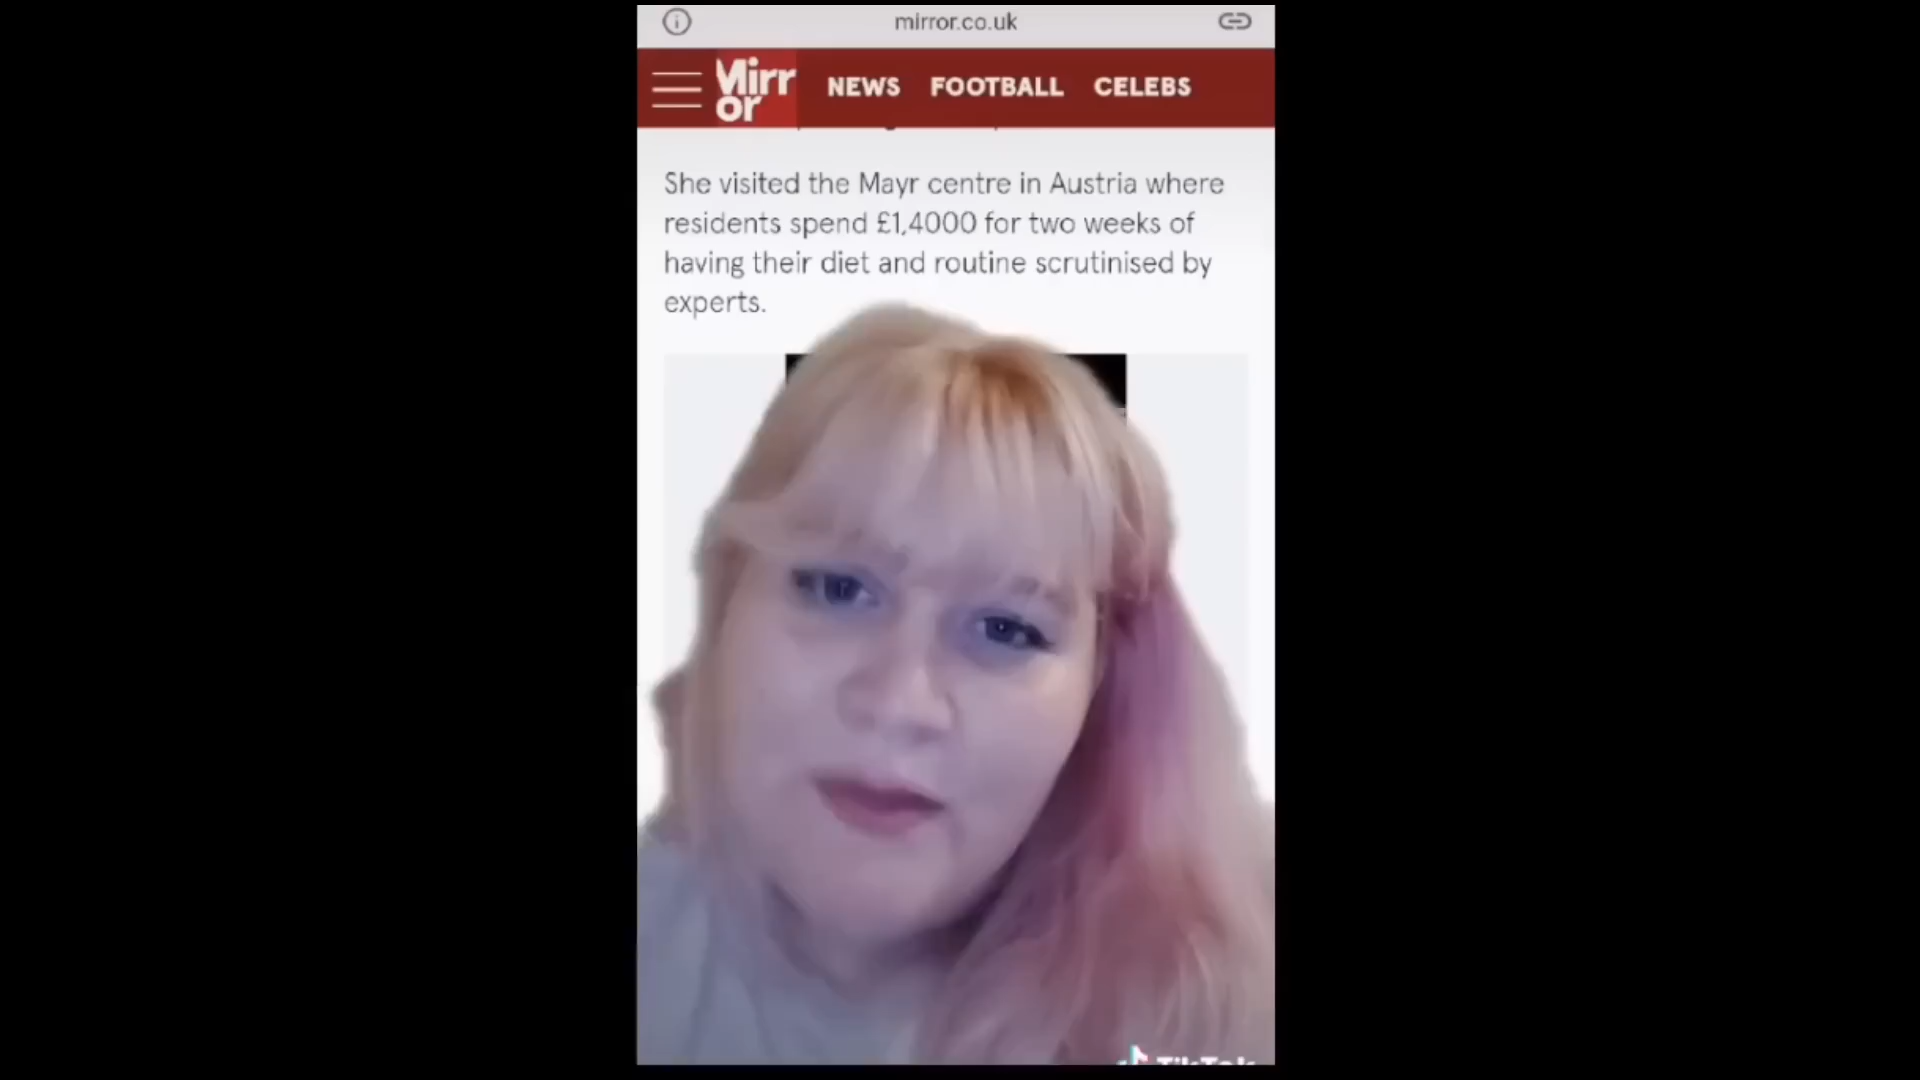 mirror.co.uk
Mirr
or
NEWS FOOTBALL CELEBS
She visited the Mayr centre in Austria where
residents spend £1,4000 for two weeks of
having their diet and routine scrutinised by
experts.
TikTok